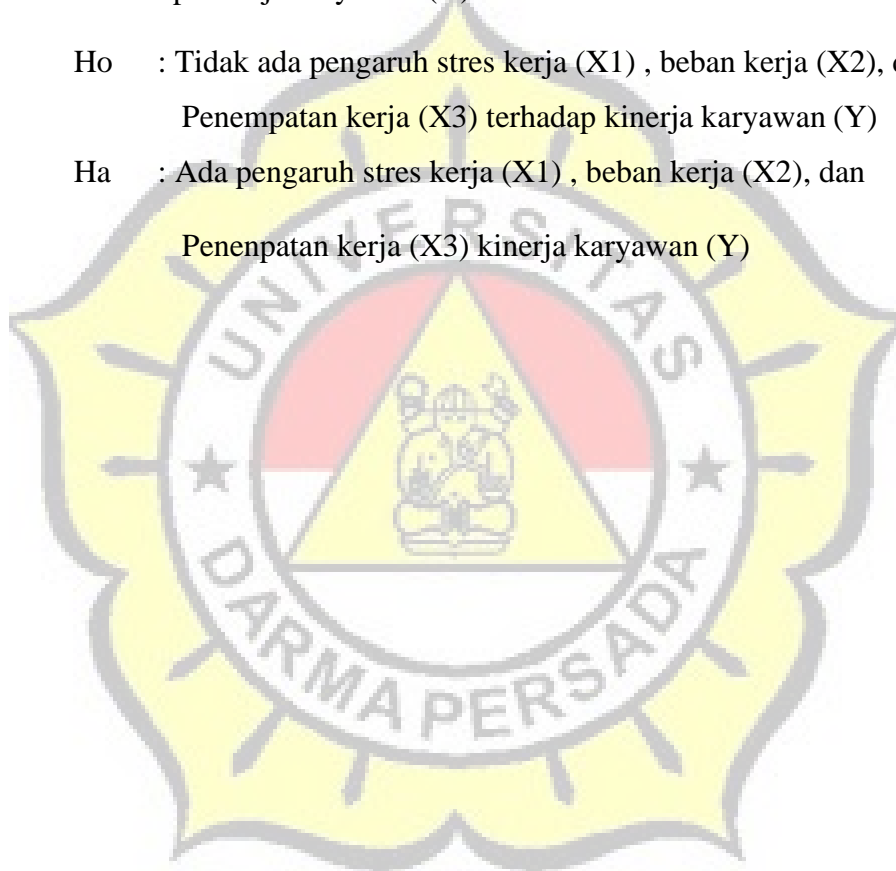 Ho : Tidak ada pengaruh stres kerja (X1) , beban kerja (X2),
Penempatan kerja (X3) terhadap kinerja karyawan (Y)
Ha : Ada pengaruh stres kerja (X1) , beban kerja (X2), dan
Penenpatan kerja (X3) kinerja karyawan (Y)
UNIVERSITAS
DARMA PERSADA